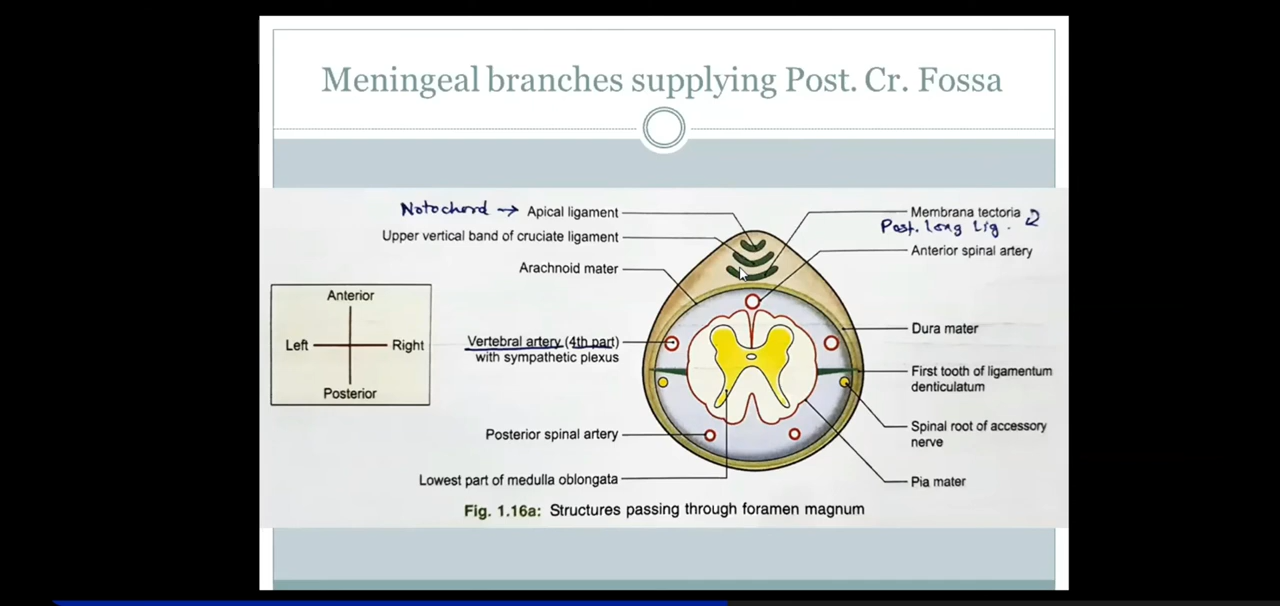 Meningeal branches supplying Post. Cr. Fossa
Notochord → Apical ligament
Upper vertical band of cruciate ligament
Arachnoid mater
Anterior
Left
Right
Posterior
Vertebral artery (4th part)
with sympathetic plexus
Posterior spinal artery
Lowest part of medulla oblongata
Membrana tectoria
Post. long Lig.
Anterior spinal artery
Dura mater
First tooth of ligamentum
denticulatum
Spinal root of accessory
nerve
Pia mater
Fig. 1.16a: Structures passing through foramen magnum